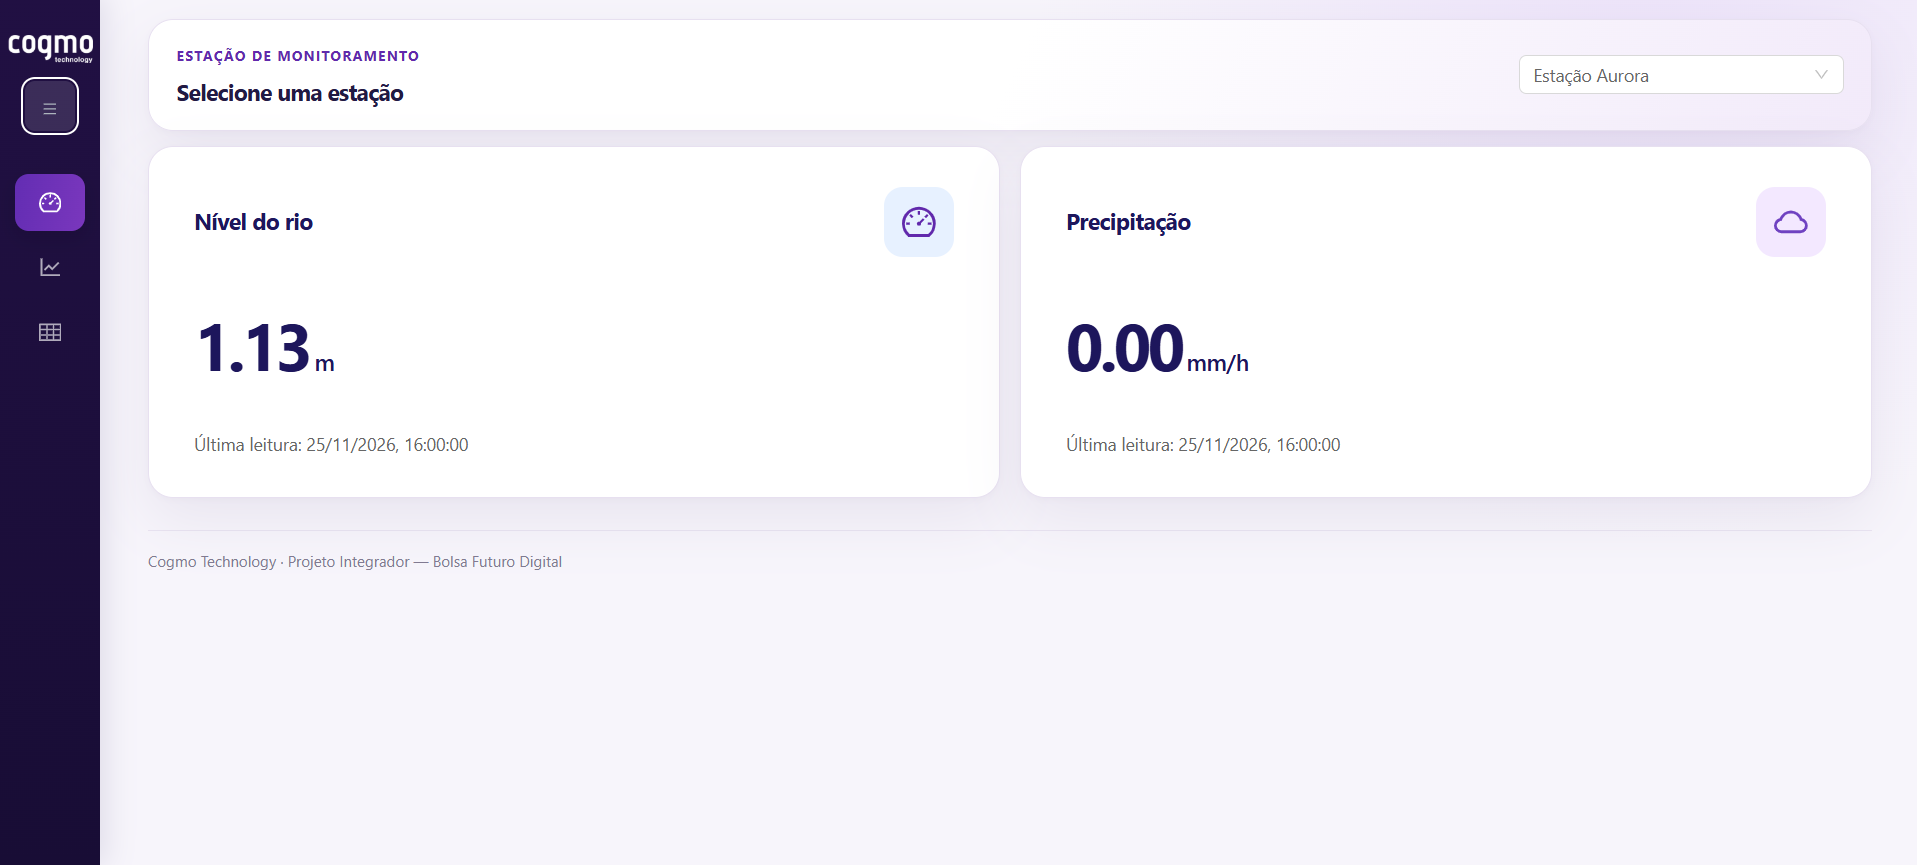 cogmo
technology
ESTAÇÃO DE MONITORAMENTO
Selecione uma estação
Estação Aurora
Nível do rio
1.13 m
Última leitura: 25/11/2026, 16:00:00
Precipitação
0.00 mm/h
Última leitura: 25/11/2026, 16:00:00
Cogmo Technology · Projeto Integrador — Bolsa Futuro Digital